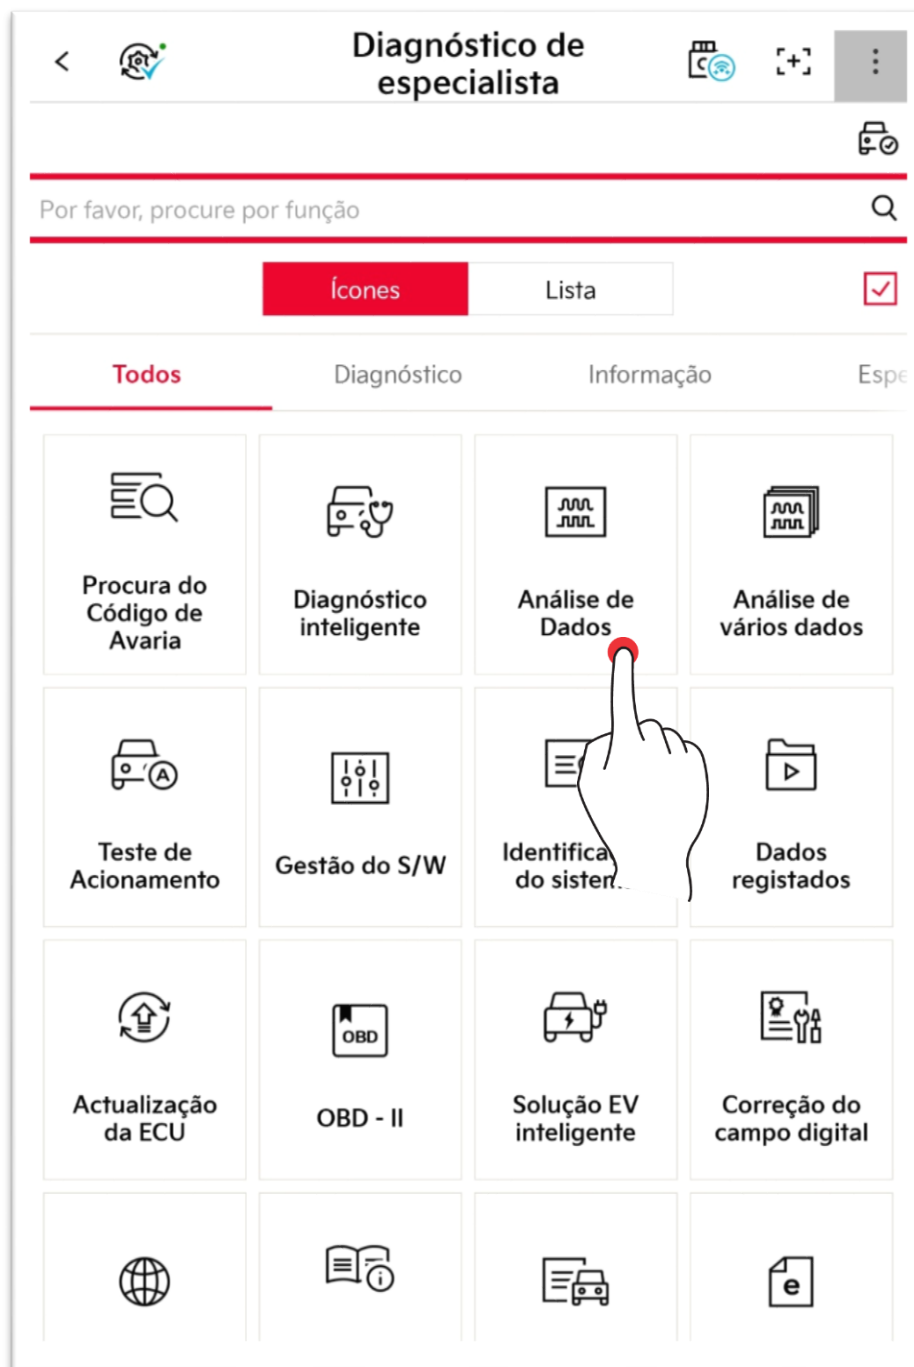 Diagnóstico de
especialista
Por favor, procure por função
Ícones
Lista
Todos
Diagnóstico
Informação
Procura do
Código de
Avaria
Diagnóstico
inteligente
Análise de
Dados
Análise de
vários dados
A
Teste de
Acionamento
Gestão do S/W
do
Dados
registados
Actualização
da ECU
OBD
OBD - II
Solução EV
inteligente
Correção do
campo digital
e